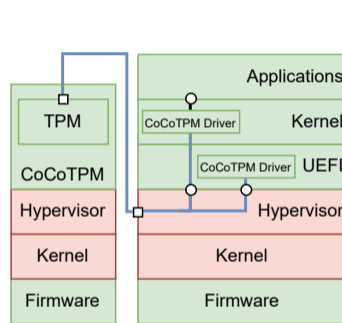 Applications
TPM
CoCoTPM Driver
Kernel
CoCoTPM Driver
UEFI
CoCoTPM
Hypervisor
Hypervisor
Kernel
Kernel
Firmware
Firmware